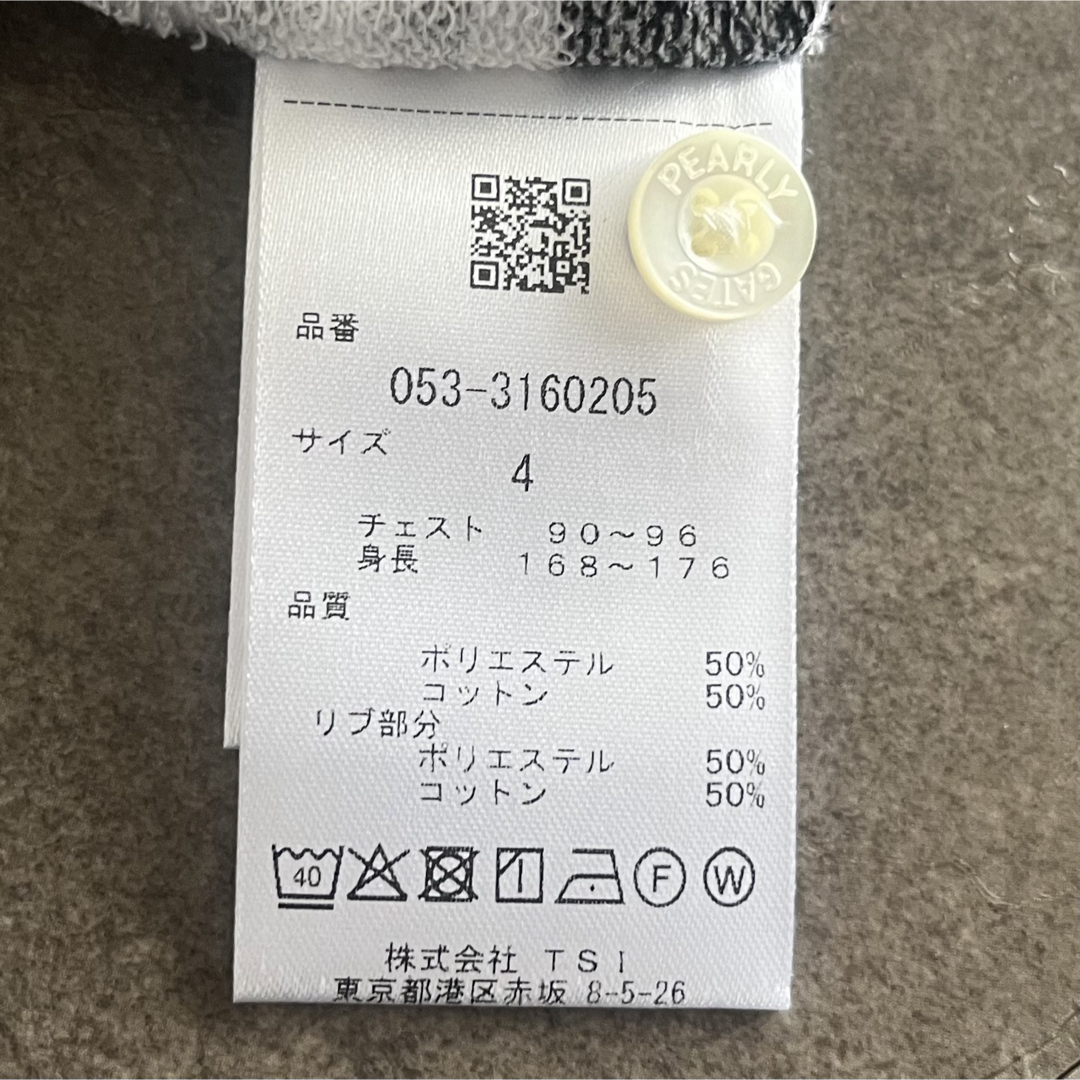 PEARLY
GATES
品番
053-3160205
サイズ
4
チェスト 90~96
身長 168~176
品質
ポリエステル 50%
コットン 50%
リブ部分
ポリエステル 50%
コットン 50%
40 F W
株式会社 TSI
東京都港区赤坂 8-5-26